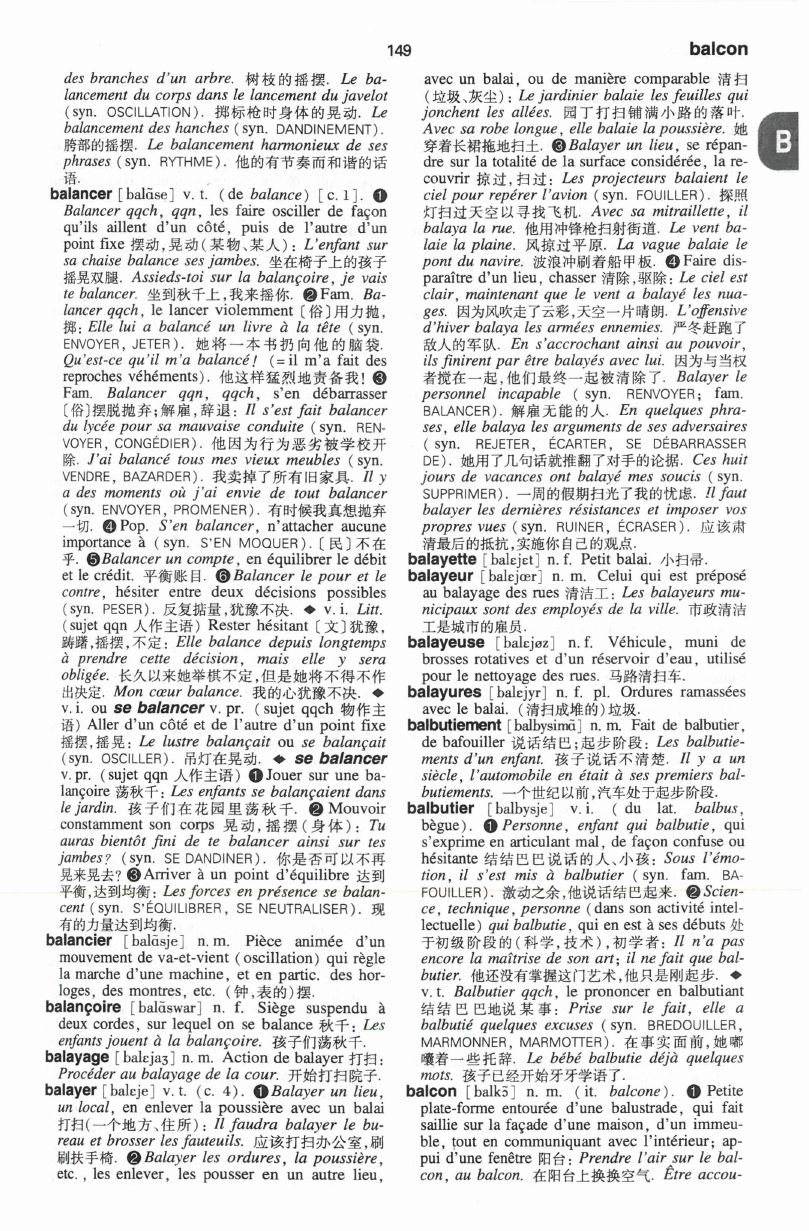 149
balcon
des branches d'un arbre. 树枝的摇摆. Le ba-
lancement du corps dans le lancement du javelot
(syn. OSCILLATION). 掷标枪时身体的晃动. Le
balancement des hanches (syn. DANDINEMENT).
胯部的摇摆. Le balancement harmonieux de ses
phrases (syn. RYTHME). 他的有节奏而和谐的话
语.
balancer [balɑ̃se] v. t. (de balance) [c. 1]. ❶
Balancer qqch, qqn, les faire osciller de façon
qu'ils aillent d'un côté, puis de l'autre d'un
point fixe 摆动,晃动(某物、某人): L'enfant sur
sa chaise balance ses jambes. 坐在椅子上的孩子
摇晃双腿. Assieds-toi sur la balançoire, je vais
te balancer. 坐到秋千上,我来摇你. ❷ Fam. Ba-
lancer qqch, le lancer violemment [俗]用力抛,
掷: Elle lui a balancé un livre à la tête (syn.
ENVOYER, JETER). 她将一本书扔向他的脑袋.
Qu'est-ce qu'il m'a balancé! (= il m'a fait des
reproches véhéments). 他这样猛烈地责备我! ❸
Fam. Balancer qqn, qqch, s'en débarrasser
[俗]摆脱抛弃;解雇,辞退: Il s'est fait balancer
du lycée pour sa mauvaise conduite (syn. REN-
VOYER, CONGÉDIER). 他因为行为恶劣被学校开
除. J'ai balancé tous mes vieux meubles (syn.
VENDRE, BAZARDER). 我卖掉了所有旧家具. Il y
a des moments où j'ai envie de tout balancer
(syn. ENVOYER, PROMENER). 有时候我真想抛弃
一切. ❹ Pop. S'en balancer, n'attacher aucune
importance à (syn. S'EN MOQUER). [民]不在
乎. ❺ Balancer un compte, en équilibrer le débit
et le crédit. 平衡账目. ❻ Balancer le pour et le
contre, hésiter entre deux décisions possibles
(syn. PESER). 反复掂量,犹豫不决. ◆ v. i. Litt.
(sujet qqn 人作主语) Rester hésitant [文]犹豫,
踌躇,摇摆,不定: Elle balance depuis longtemps
à prendre cette décision, mais elle y sera
obligée. 长久以来她举棋不定,但是她将不得不作
出决定. Mon cœur balance. 我的心犹豫不决. ◆
v. i. ou se balancer v. pr. (sujet qqch 物作主
语) Aller d'un côté et de l'autre d'un point fixe
摇摆,摇晃: Le lustre balançait ou se balançait
(syn. OSCILLER). 吊灯在晃动. ◆ se balancer
v. pr. (sujet qqn 人作主语) ❶ Jouer sur une ba-
lançoire 荡秋千: Les enfants se balançaient dans
le jardin. 孩子们在花园里荡秋千. ❷ Mouvoir
constamment son corps 晃动,摇摆(身体): Tu
auras bientôt fini de te balancer ainsi sur tes
jambes? (syn. SE DANDINER). 你是否可以不再
晃来晃去? ❸ Arriver à un point d'équilibre 达到
平衡,达到均衡: Les forces en présence se balan-
cent (syn. S'ÉQUILIBRER, SE NEUTRALISER). 现
有的力量达到均衡.
balancier [balɑ̃sje] n. m. Pièce animée d'un
mouvement de va-et-vient (oscillation) qui règle
la marche d'une machine, et en partic. des hor-
loges, des montres, etc. (钟,表的)摆.
balançoire [balɑ̃swar] n. f. Siège suspendu à
deux cordes, sur lequel on se balance 秋千: Les
enfants jouent à la balançoire. 孩子们荡秋千.
balayage [balɛjaʒ] n. m. Action de balayer 打扫:
Procéder au balayage de la cour. 开始打扫院子.
balayer [baleje] v. t. (c. 4). ❶ Balayer un lieu,
un local, en enlever la poussière avec un balai
打扫(一个地方、住所): Il faudra balayer le bu-
reau et brosser les fauteuils. 应该打扫办公室,刷
刷扶手椅. ❷ Balayer les ordures, la poussière,
etc., les enlever, les pousser en un autre lieu,
avec un balai, ou de manière comparable 清扫
(垃圾、灰尘): Le jardinier balaie les feuilles qui
jonchent les allées. 园丁打扫铺满小路的落叶.
Avec sa robe longue, elle balaie la poussière. 她
穿着长裙拖地扫土. ❸ Balayer un lieu, se répan-
dre sur la totalité de la surface considérée, la re-
couvrir 掠过,扫过: Les projecteurs balaient le
ciel pour repérer l'avion (syn. FOUILLER). 探照
灯扫过天空以寻找飞机. Avec sa mitraillette, il
balaya la rue. 他用冲锋枪扫射街道. Le vent ba-
laie la plaine. 风掠过平原. La vague balaie le
pont du navire. 波浪冲刷着船甲板. ❹ Faire dis-
paraître d'un lieu, chasser 清除,驱除: Le ciel est
clair, maintenant que le vent a balayé les nua-
ges. 因为风吹走了云彩,天空一片晴朗. L'offensive
d'hiver balaya les armées ennemies. 严冬赶跑了
敌人的军队. En s'accrochant ainsi au pouvoir,
ils finirent par être balayés avec lui. 因为与当权
者搅在一起,他们最终一起被清除了. Balayer le
personnel incapable (syn. RENVOYER; fam.
BALANCER). 解雇无能的人. En quelques phra-
ses, elle balaya les arguments de ses adversaires
(syn. REJETER, ÉCARTER, SE DÉBARRASSER
DE). 她用了几句话就推翻了对手的论据. Ces huit
jours de vacances ont balayé mes soucis (syn.
SUPPRIMER). 一周的假期扫光了我的忧虑. Il faut
balayer les dernières résistances et imposer vos
propres vues (syn. RUINER, ÉCRASER). 应该肃
清最后的抵抗,实施你自己的观点.
balayette [balɛjɛt] n. f. Petit balai. 小扫帚.
balayeur [balɛjœr] n. m. Celui qui est préposé
au balayage des rues 清洁工: Les balayeurs mu-
nicipaux sont des employés de la ville. 市政清洁
工是城市的雇员.
balayeuse [balɛjøz] n. f. Véhicule, muni de
brosses rotatives et d'un réservoir d'eau, utilisé
pour le nettoyage des rues. 马路清扫车.
balayures [balɛjyr] n. f. pl. Ordures ramassées
avec le balai. (清扫成堆的)垃圾.
balbutiement [balbysimɑ̃] n. m. Fait de balbutier,
de bafouiller 说话结巴;起步阶段: Les balbutie-
ments d'un enfant. 孩子说话不清楚. Il y a un
siècle, l'automobile en était à ses premiers bal-
butiements. 一个世纪以前,汽车处于起步阶段.
balbutier [balbysje] v. i. (du lat. balbus,
bègue). ❶ Personne, enfant qui balbutie, qui
s'exprime en articulant mal, de façon confuse ou
hésitante 结结巴巴说话的人、小孩: Sous l'émo-
tion, il s'est mis à balbutier (syn. fam. BA-
FOUILLER). 激动之余,他说话结巴起来. ❷ Scien-
ce, technique, personne (dans son activité intel-
lectuelle) qui balbutie, qui en est à ses débuts 处
于初级阶段的(科学,技术),初学者: Il n'a pas
encore la maîtrise de son art; il ne fait que bal-
butier. 他还没有掌握这门艺术,他只是刚起步. ◆
v. t. Balbutier qqch, le prononcer en balbutiant
结结巴巴地说某事: Prise sur le fait, elle a
balbutié quelques excuses (syn. BREDOUILLER,
MARMONNER, MARMOTTER). 在事实面前,她嘟
囔着一些托辞. Le bébé balbutie déjà quelques
mots. 孩子已经开始牙牙学语了.
balcon [balkɔ̃] n. m. (it. balcone). ❶ Petite
plate-forme entourée d'une balustrade, qui fait
saillie sur la façade d'une maison, d'un immeu-
ble, tout en communiquant avec l'intérieur; ap-
pui d'une fenêtre 阳台: Prendre l'air sur le bal-
con, au balcon. 在阳台上换换空气. Être accou-
B